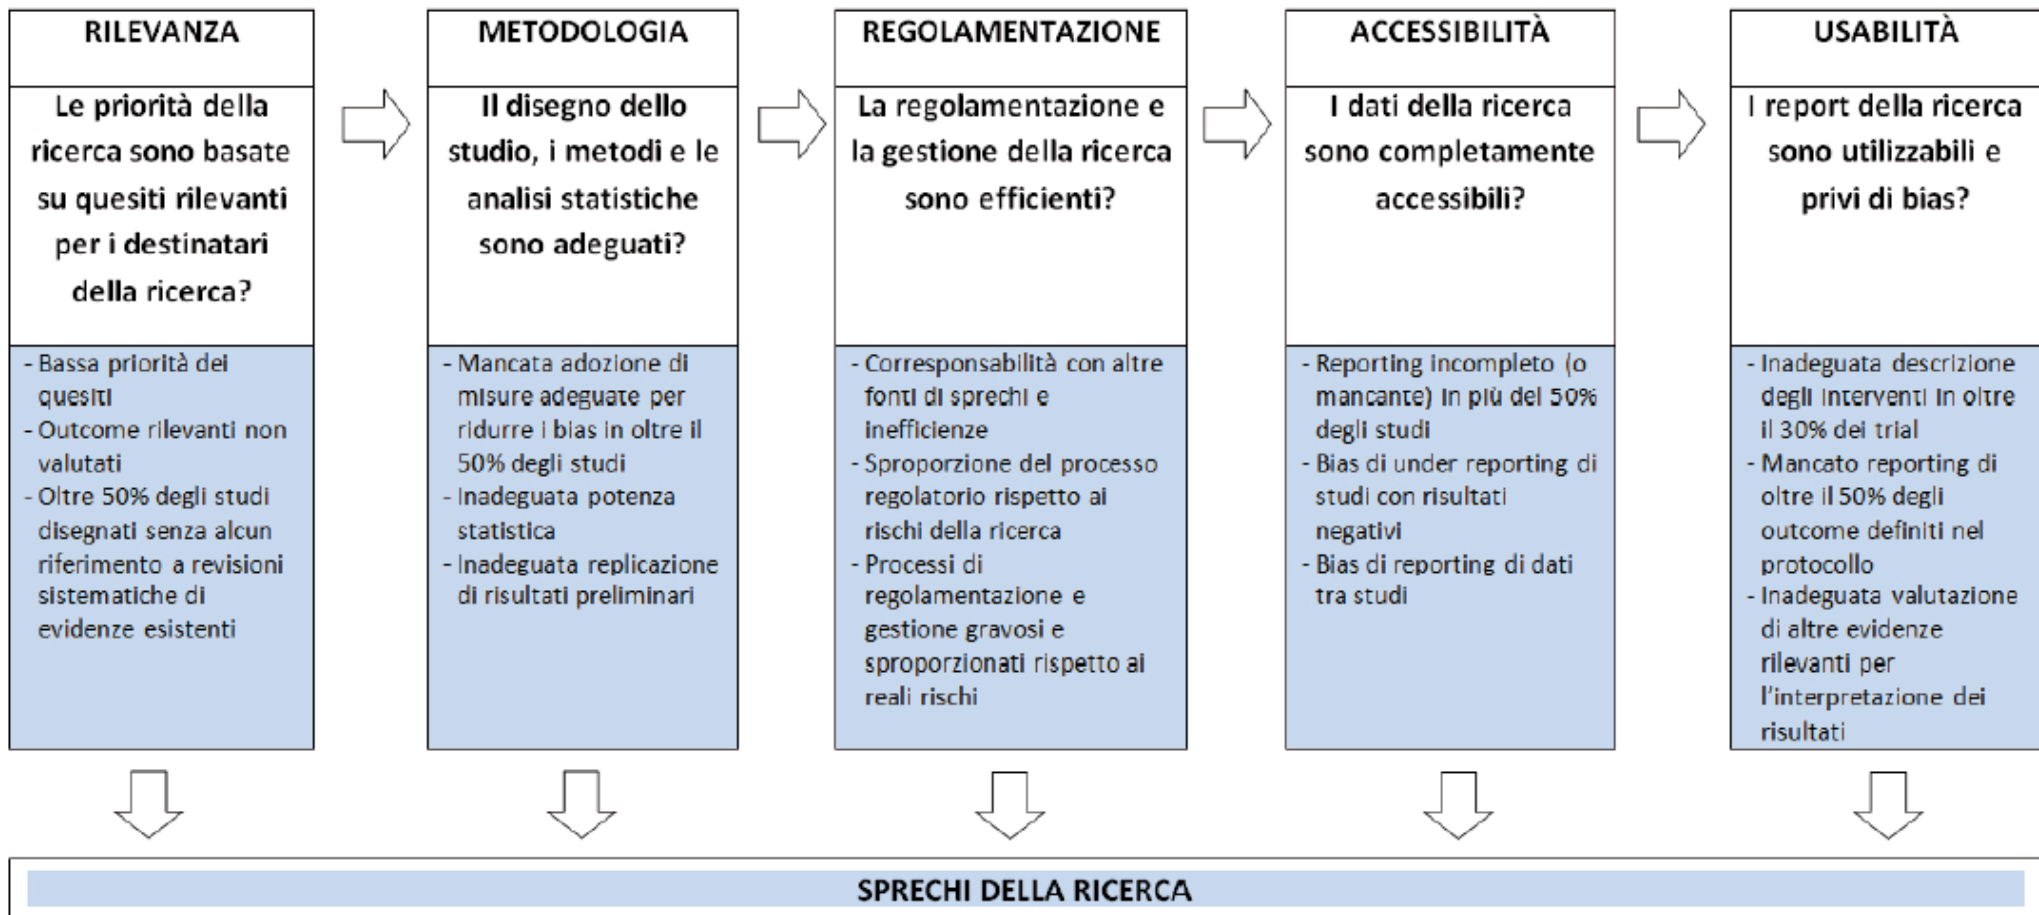 RILEVANZA
Le priorità della
ricerca sono basate
su quesiti rilevanti
per i destinatari
della ricerca?
- Bassa priorità dei
quesiti
- Outcome rilevanti non
valutati
- Oltre 50% degli studi
disegnati senza alcun
riferimento a revisioni
sistematiche di
evidenze esistenti
METODOLOGIA
Il disegno dello
studio, i metodi e le
analisi statistiche
sono adeguati?
- Mancata adozione di
misure adeguate per
ridurre i bias in oltre il
50% degli studi
- Inadeguata potenza
statistica
- Inadeguata replicazione
di risultati preliminari
REGOLAMENTAZIONE
La regolamentazione e
la gestione della ricerca
sono efficienti?
- Corresponsabilità con altre
fonti di sprechi e
inefficienze
- Sproporzione del processo
regolatorio rispetto ai
rischi della ricerca
- Processi di
regolamentazione e
gestione gravosi e
sproporzionati rispetto ai
reali rischi
ACCESSIBILITÀ
I dati della ricerca
sono completamente
accessibili?
- Reporting incompleto (o
mancante) in più del 50%
degli studi
- Bias di under reporting di
studi con risultati
negativi
- Bias di reporting di dati
tra studi
USABILITÀ
I report della ricerca
sono utilizzabili e
privi di bias?
- Inadeguata descrizione
degli interventi in oltre
il 30% dei trial
- Mancato reporting di
oltre il 50% degli
outcome definiti nel
protocollo
- Inadeguata valutazione
di altre evidenze
rilevanti per
l'interpretazione dei
risultati
SPRECHI DELLA RICERCA